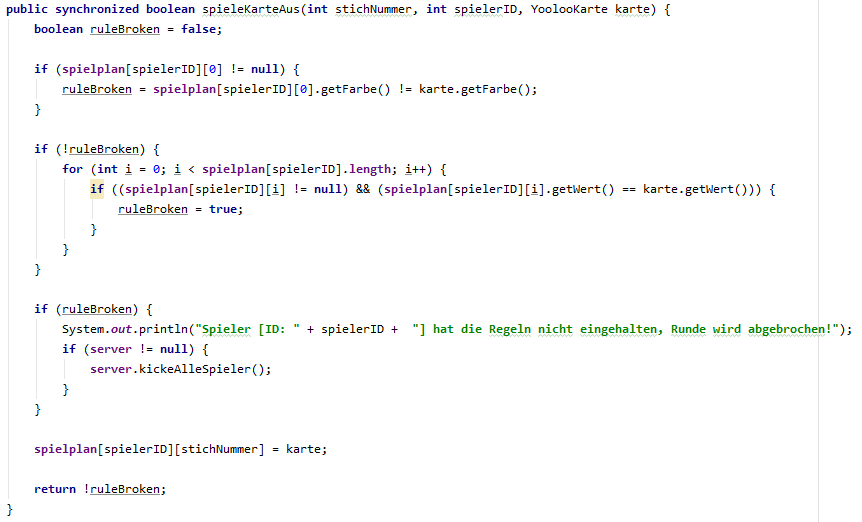 public synchronized boolean spieleKarteAus(int stichNummer, int spielerID, YoolooKarte karte) {
    boolean ruleBroken = false;

    if (spielplan[spielerID][0] != null) {
        ruleBroken = spielplan[spielerID][0].getFarbe() != karte.getFarbe();
    }

    if (!ruleBroken) {
        for (int i = 0; i < spielplan[spielerID].length; i++) {
            if ((spielplan[spielerID][i] != null) && (spielplan[spielerID][i].getWert() == karte.getWert())) {
                ruleBroken = true;
            }
        }
    }

    if (ruleBroken) {
        System.out.println("Spieler [ID: " + spielerID +  "] hat die Regeln nicht eingehalten, Runde wird abgebrochen!");
        if (server != null) {
            server.kickeAlleSpieler();
        }
    }

    spielplan[spielerID][stichNummer] = karte;

    return !ruleBroken;
}